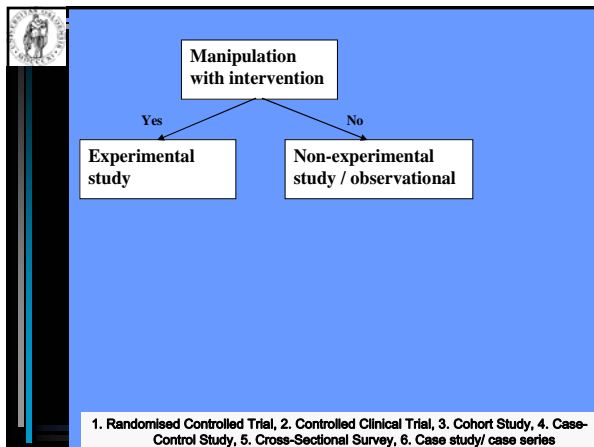 Manipulation
with intervention
Yes
No
Experimental
study
Non-experimental
study / observational
1. Randomised Controlled Trial, 2. Controlled Clinical Trial, 3. Cohort Study, 4. Case-
Control Study, 5. Cross-Sectional Survey, 6. Case study/ case series